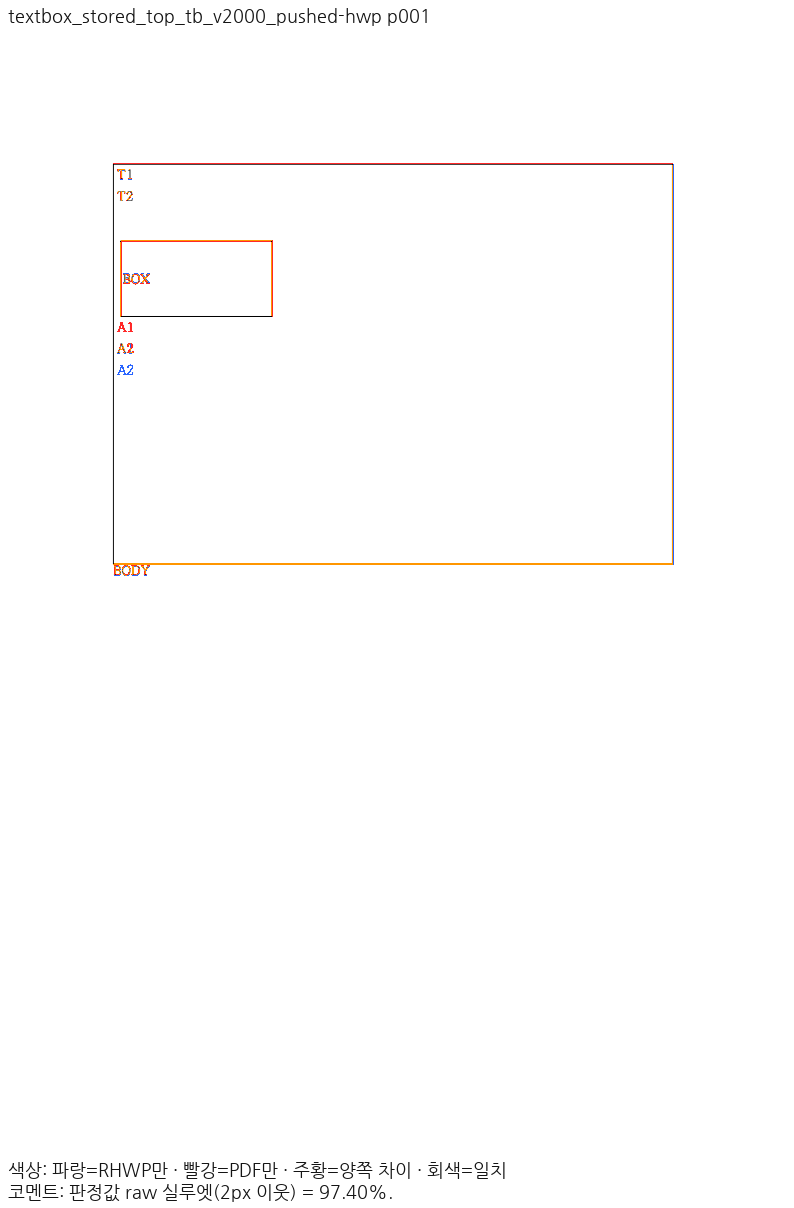 textbox_stored_top_tb_v2000_pushed-hwp p001
T1
T2
BOX
A1
A2
A2
BODY
색상: 파랑=RHWP만 · 빨강=PDF만 · 주황=양쪽 차이 · 회색=일치
코멘트: 판정값 raw 실루엣(2px 이웃) = 97.40%.